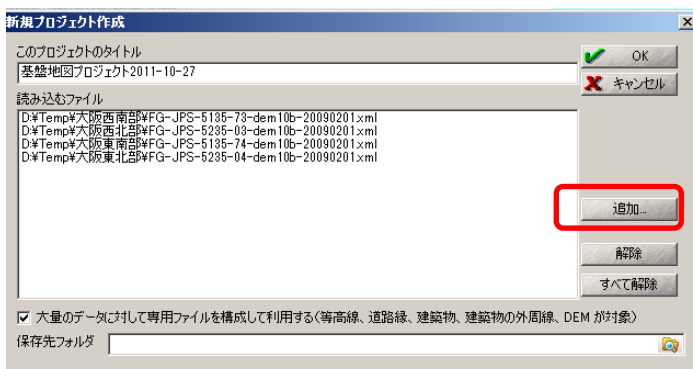 新規プロジェクト作成
このプロジェクトのタイトル
基盤地図プロジェクト2011-10-27
OK
キャンセル
読み込むファイル
D:¥Temp¥大阪西南部¥FG-JPS-5135-73-dem10b-20090201.xml
D:¥Temp¥大阪西北部¥FG-JPS-5235-03-dem10b-20090201.xml
D:¥Temp¥大阪東南部¥FG-JPS-5135-74-dem10b-20090201.xml
D:¥Temp¥大阪東北部¥FG-JPS-5235-04-dem10b-20090201.xml
追加...
解除
すべて解除
大量のデータに対して専用ファイルを構成して利用する(等高線、道路縁、建築物、建築物の外周線、DEM が対象)
保存先フォルダ